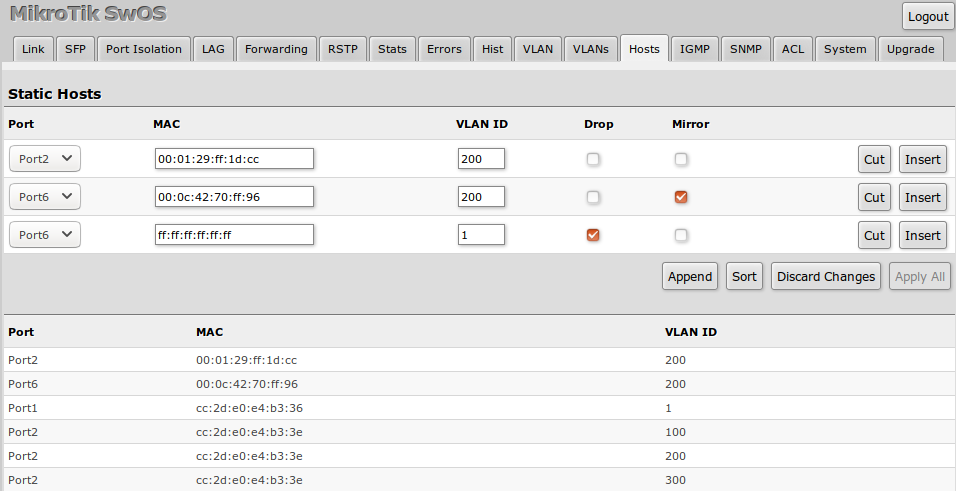 MikroTik SwOS
Logout
Link SFP Port Isolation LAG Forwarding RSTP Stats Errors Hist VLAN VLANs Hosts IGMP SNMP ACL System Upgrade
Static Hosts
Port MAC VLAN ID Drop Mirror
Port2 00:01:29:ff:1d:cc 200 Cut Insert
Port6 00:0c:42:70:ff:96 200 Cut Insert
Port6 ff:ff:ff:ff:ff:ff 1 Cut Insert
Append Sort Discard Changes Apply All
Port MAC VLAN ID
Port2 00:01:29:ff:1d:cc 200
Port6 00:0c:42:70:ff:96 200
Port1 cc:2d:e0:e4:b3:36 1
Port2 cc:2d:e0:e4:b3:3e 100
Port2 cc:2d:e0:e4:b3:3e 200
Port2 cc:2d:e0:e4:b3:3e 300